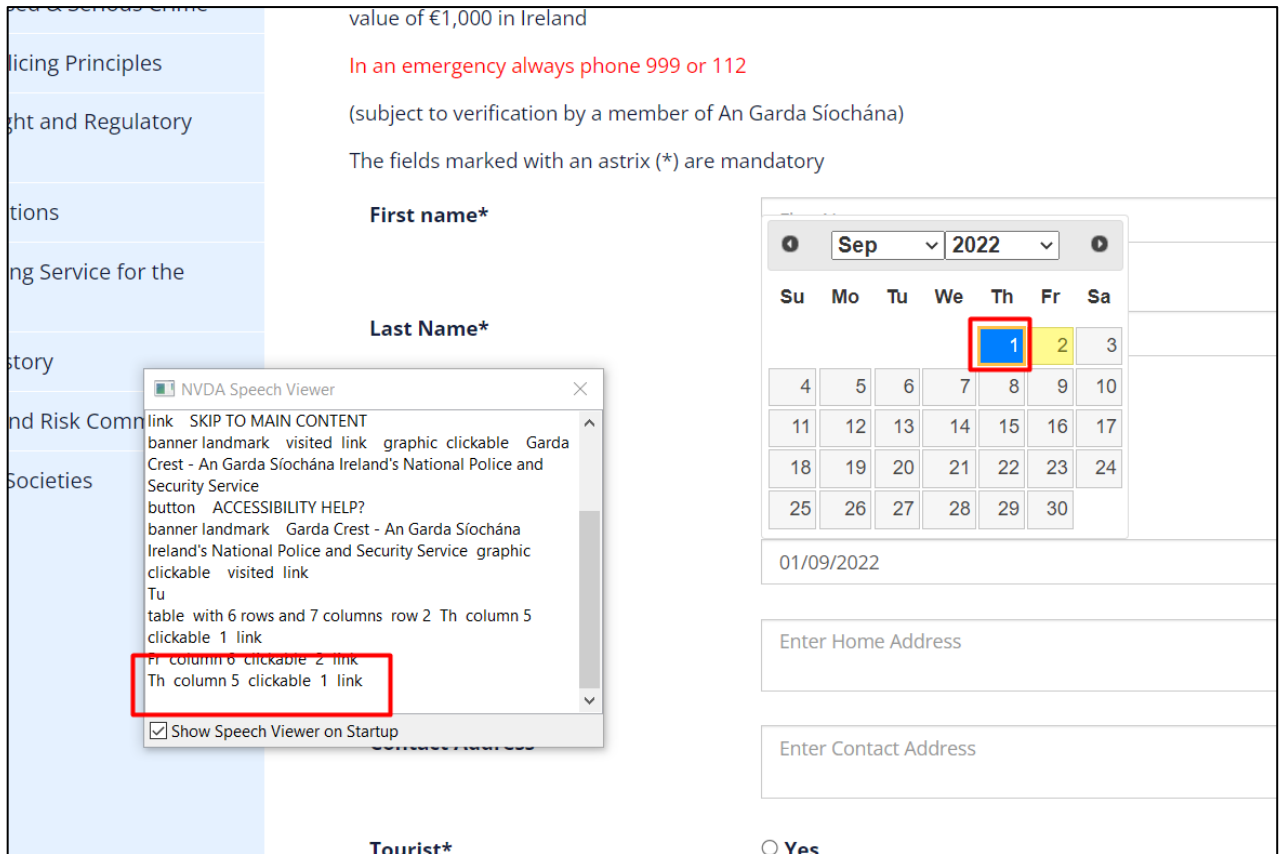 licing Principles
ght and Regulatory
tions
ng Service for the
story
nd Risk Comm
Societies
value of €1,000 in Ireland
In an emergency always phone 999 or 112
(subject to verification by a member of An Garda Síochána)
The fields marked with an astrix (*) are mandatory
First name*
Last Name*
Sep 2022
Su Mo Tu We Th Fr Sa
1 2 3
4 5 6 7 8 9 10
11 12 13 14 15 16 17
18 19 20 21 22 23 24
25 26 27 28 29 30
01/09/2022
NVDA Speech Viewer
link SKIP TO MAIN CONTENT
banner landmark visited link graphic clickable Garda
Crest - An Garda Síochána Ireland's National Police and
Security Service
button ACCESSIBILITY HELP?
banner landmark Garda Crest - An Garda Síochána
Ireland's National Police and Security Service graphic
clickable visited link
Tu
table with 6 rows and 7 columns row 2 Th column 5
clickable 1 link
Fr column 6 clickable 2 link
Th column 5 clickable 1 link
Show Speech Viewer on Startup
Enter Home Address
Contact Address
Enter Contact Address
Tourist*
Yes